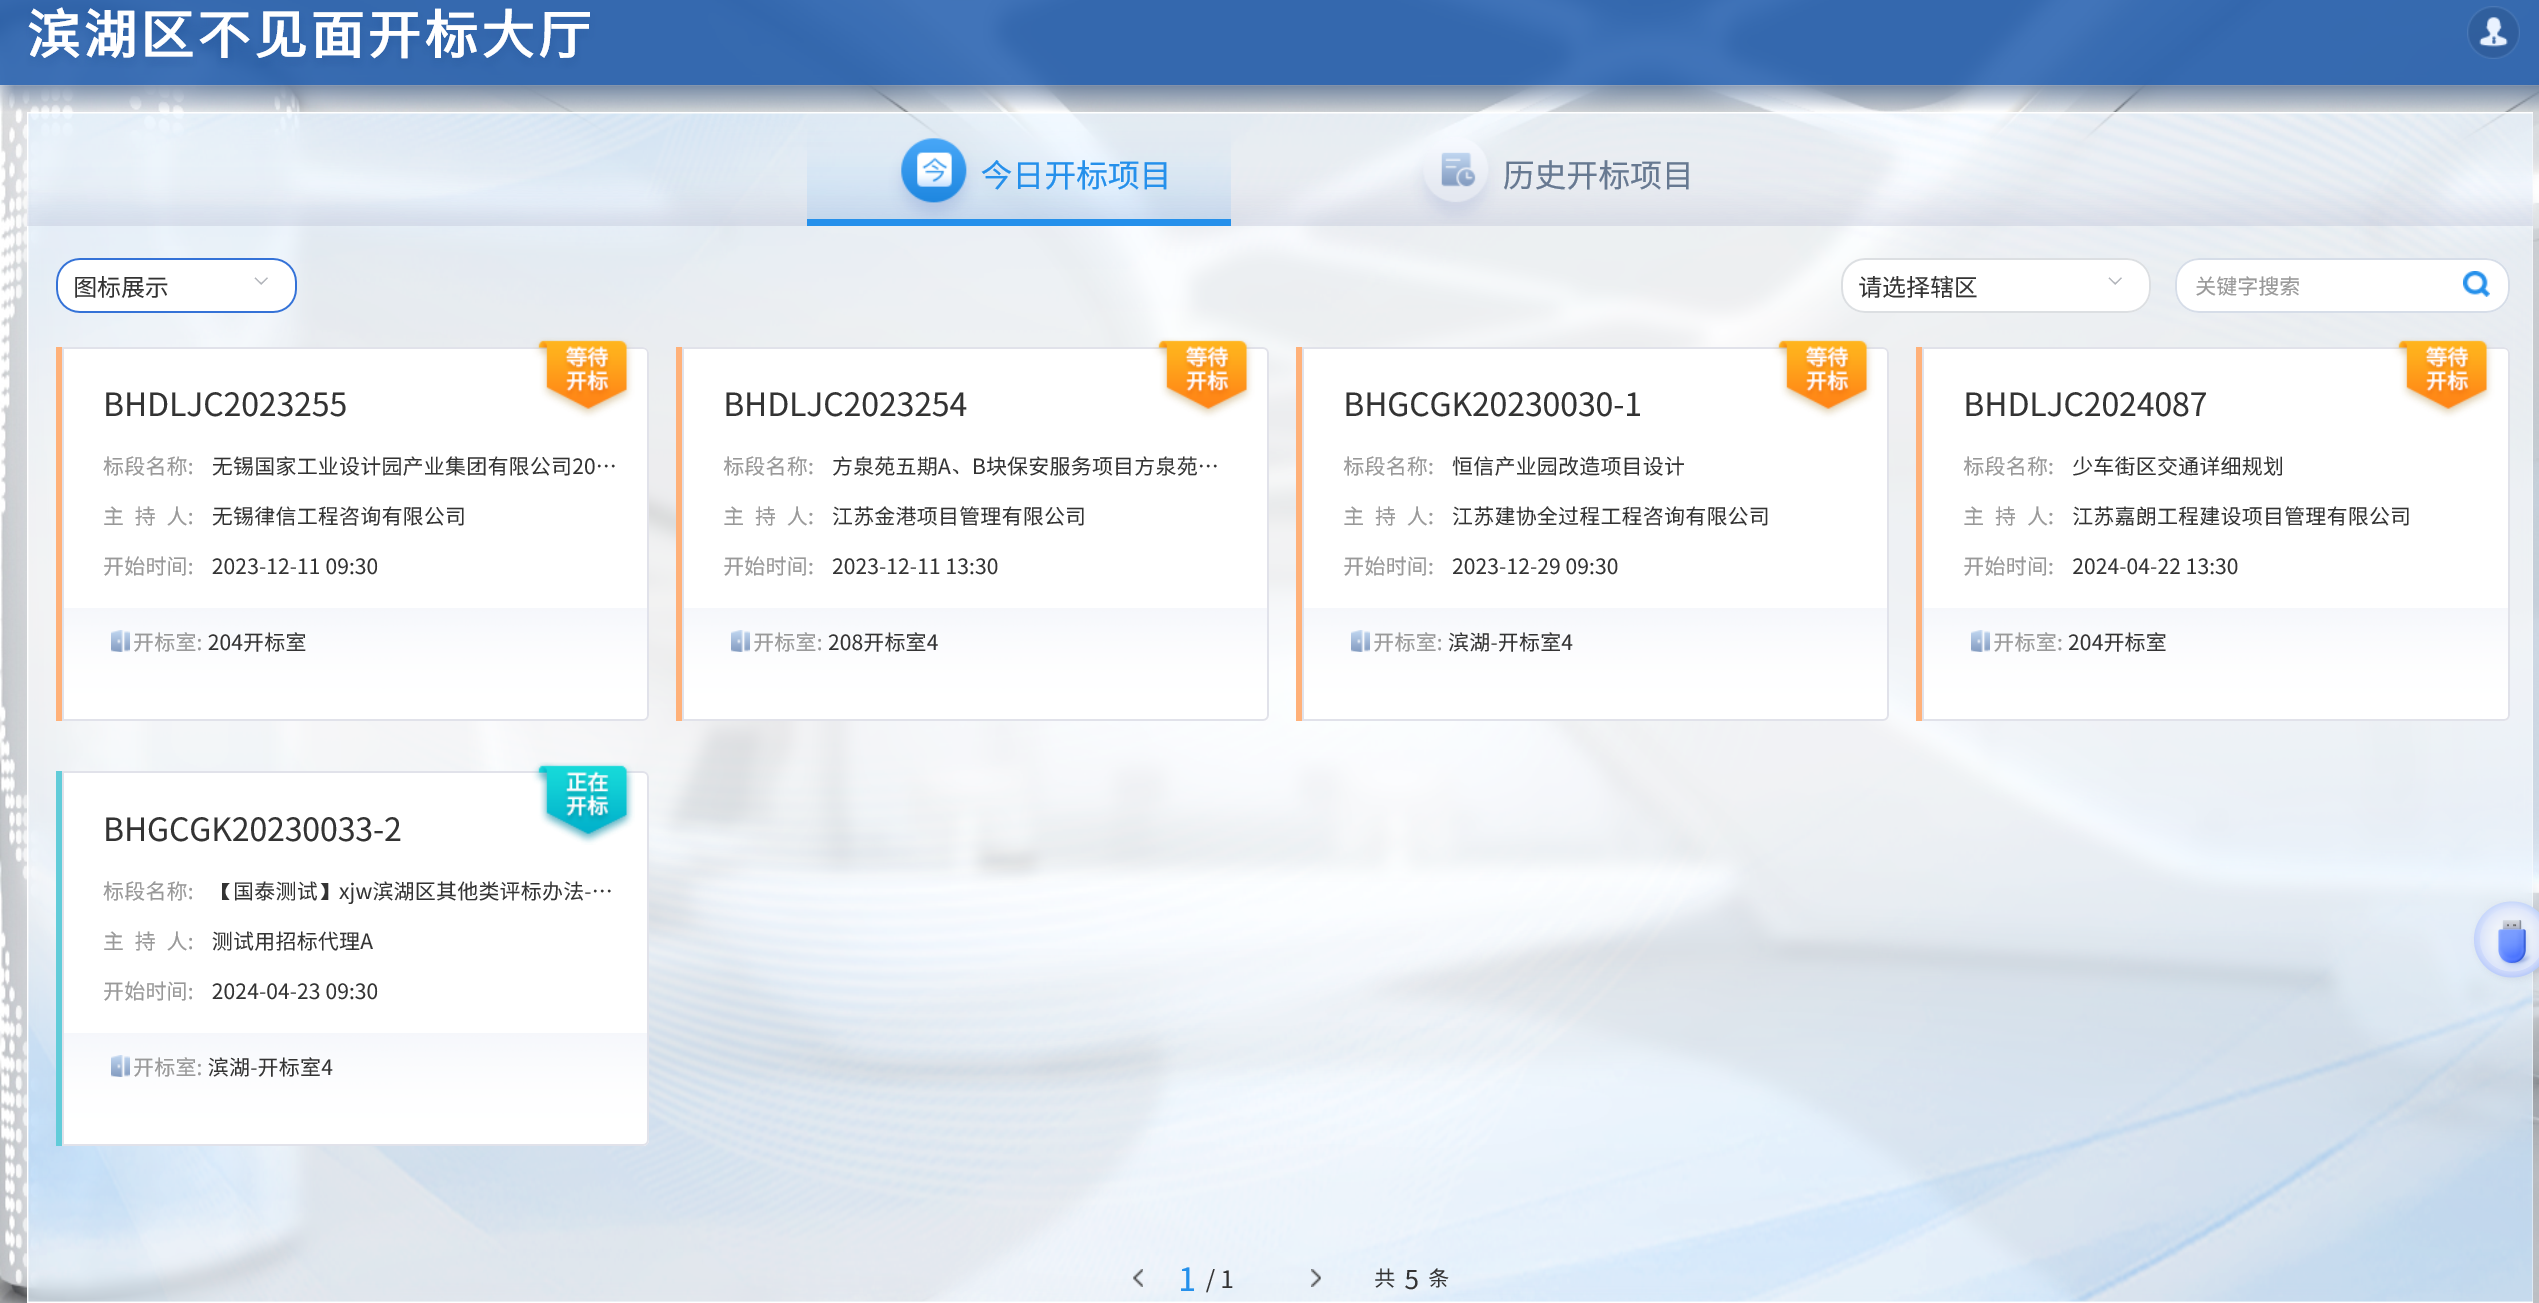 滨湖区不见面开标大厅
今 今日开标项目
历史开标项目
图标展示
请选择辖区
关键字搜索
等待
开标
BHDLJC2023255
标段名称: 无锡国家工业设计园产业集团有限公司20···
主 持 人: 无锡律信工程咨询有限公司
开始时间: 2023-12-11 09:30
开标室: 204开标室
等待
开标
BHDLJC2023254
标段名称: 方泉苑五期A、B块保安服务项目方泉苑···
主 持 人: 江苏金港项目管理有限公司
开始时间: 2023-12-11 13:30
开标室: 208开标室4
等待
开标
BHGCGK20230030-1
标段名称: 恒信产业园改造项目设计
主 持 人: 江苏建协全过程工程咨询有限公司
开始时间: 2023-12-29 09:30
开标室: 滨湖-开标室4
等待
开标
BHDLJC2024087
标段名称: 少车街区交通详细规划
主 持 人: 江苏嘉朗工程建设项目管理有限公司
开始时间: 2024-04-22 13:30
开标室: 204开标室
正在
开标
BHGCGK20230033-2
标段名称: 【国泰测试】xjw滨湖区其他类评标办法-···
主 持 人: 测试用招标代理A
开始时间: 2024-04-23 09:30
开标室: 滨湖-开标室4
1 / 1 共 5 条